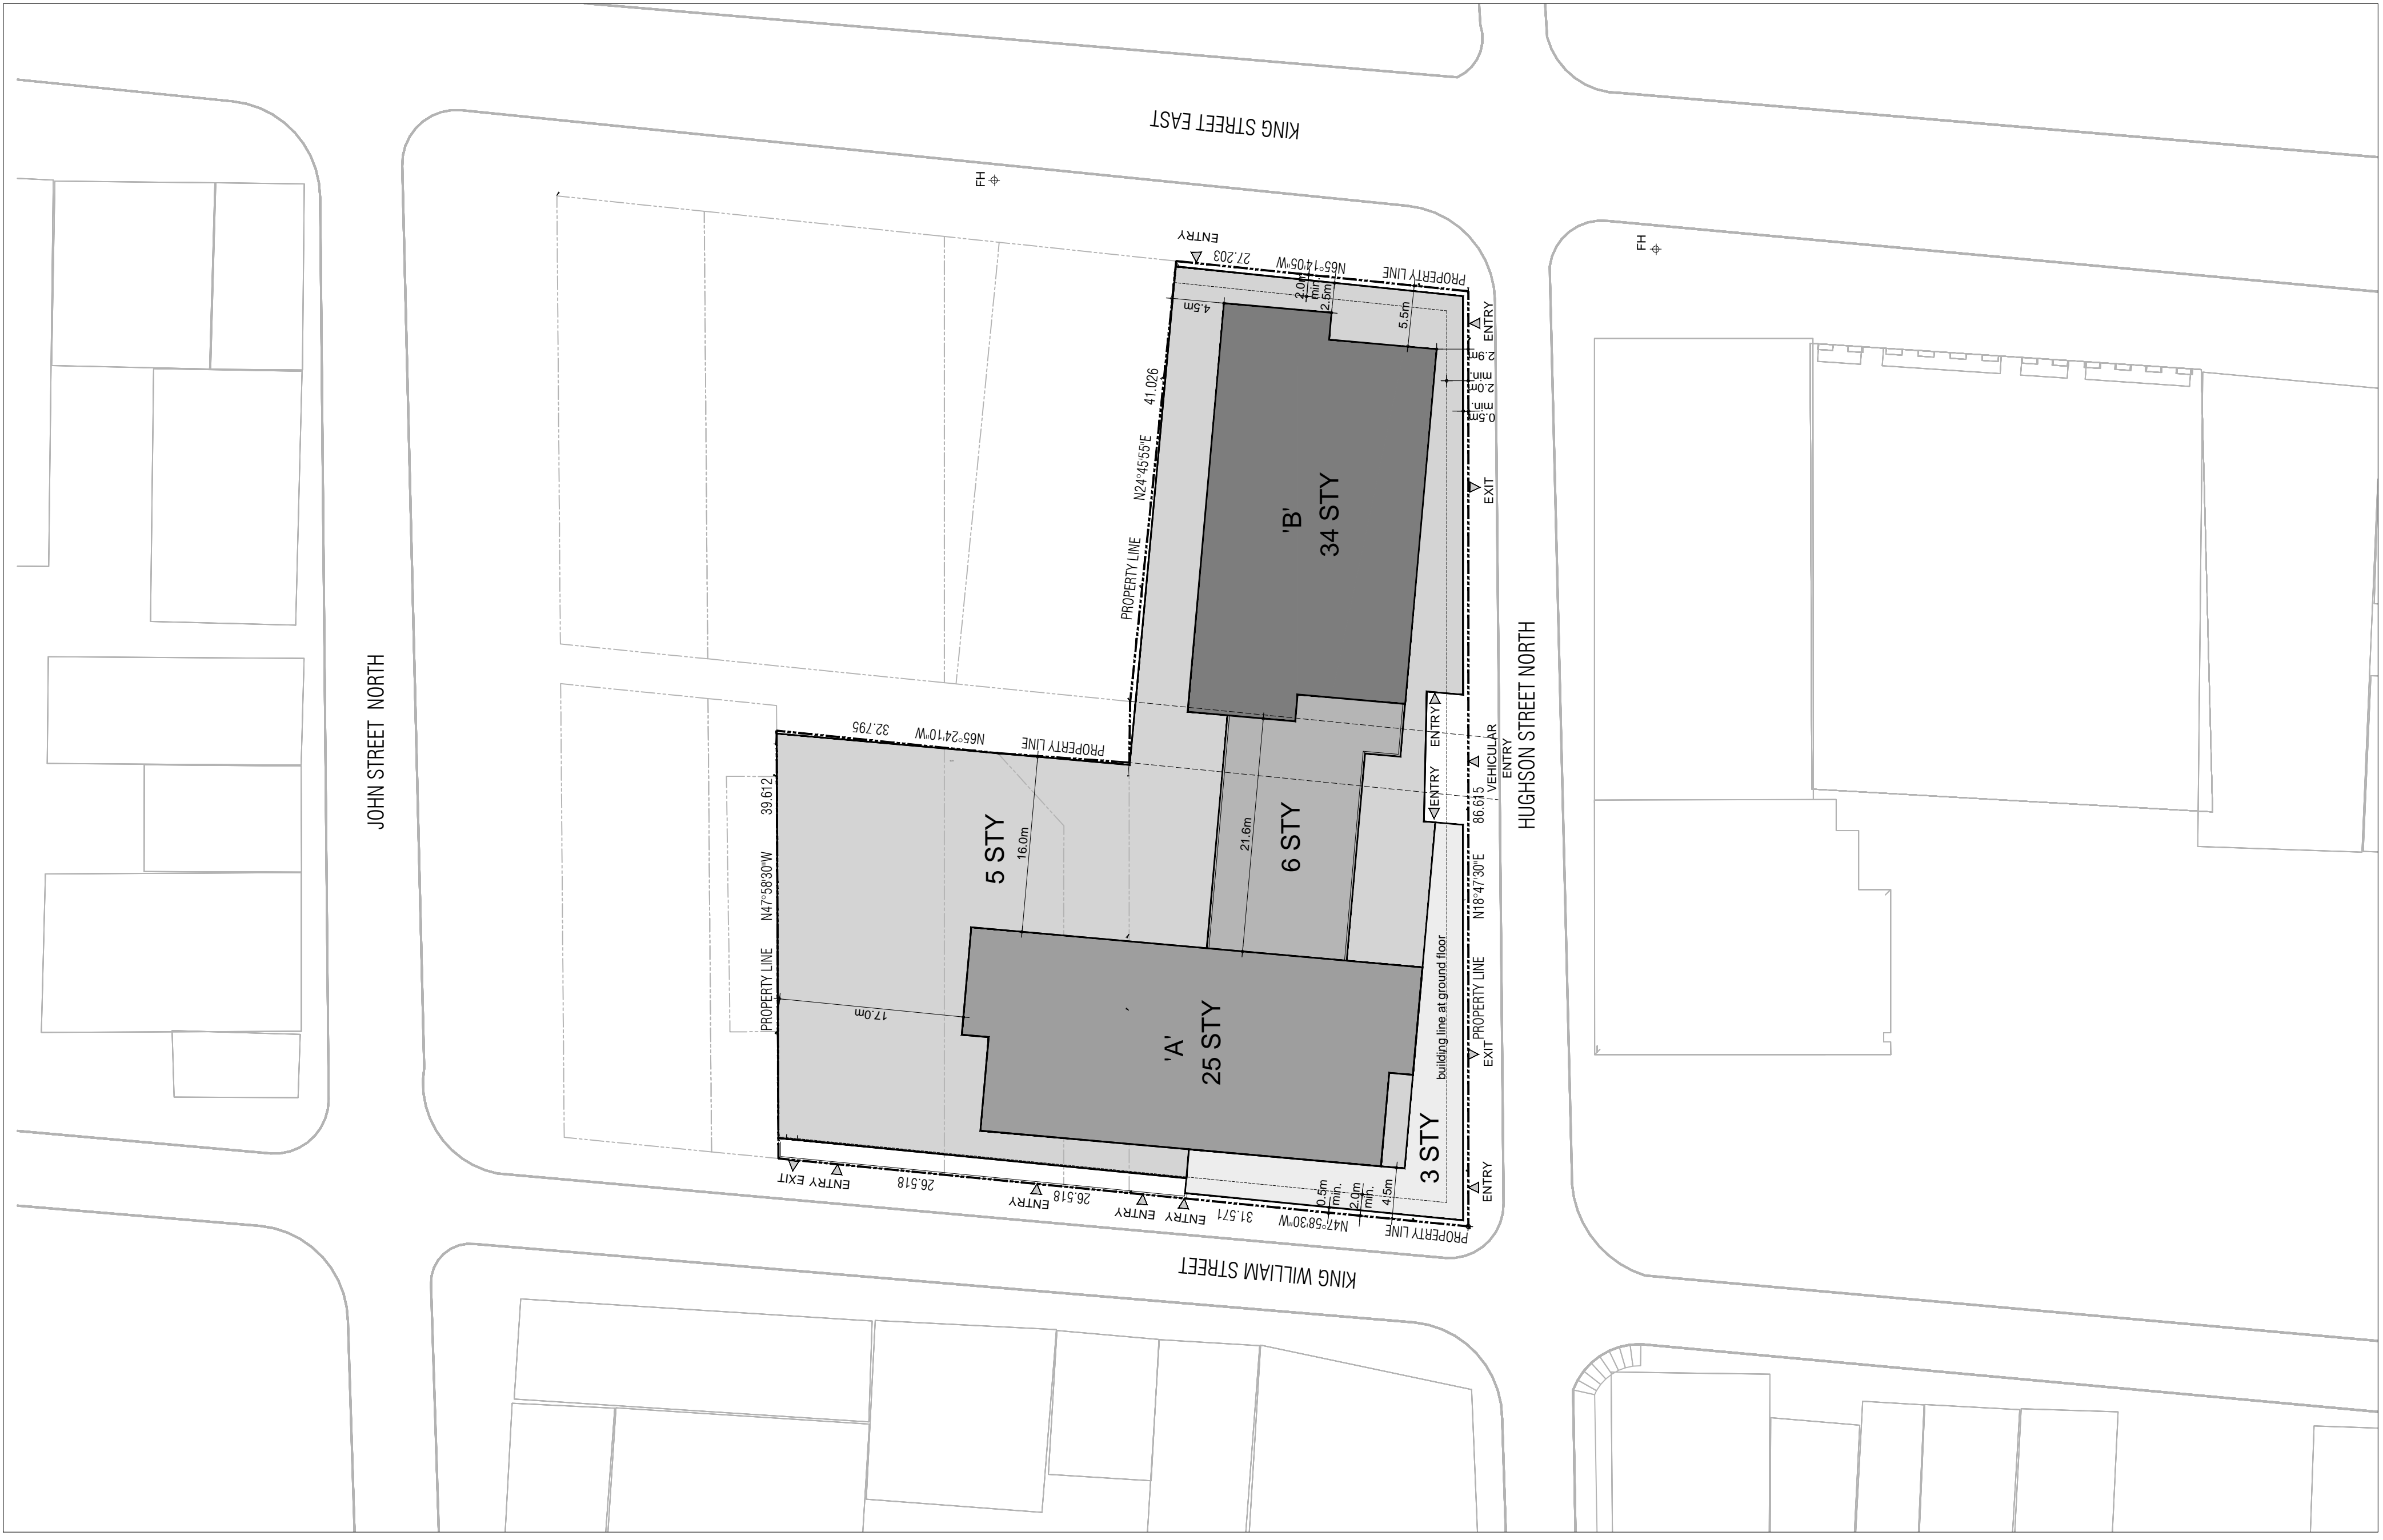 KING STREET EAST
FH
FH
ENTRY
27.203
N65°14'05"W
PROPERTY LINE
2.0m
min.
2.5m
5.5m
4.5m
ENTRY
2.9m
min.
2.0m
min.
0.5m
41.026
N24°45'55"E
PROPERTY LINE
EXIT
'B'
34 STY
JOHN STREET NORTH
HUGHSON STREET NORTH
32.795
N65°24'10"W
PROPERTY LINE
ENTRY
ENTRY
VEHICULAR
ENTRY
86.615
N18°47'30"E
PROPERTY LINE
39.612
N47°58'30"W
PROPERTY LINE
5 STY
16.0m
21.6m
6 STY
17.0m
'A'
25 STY
building line at ground floor
EXIT
3 STY
ENTRY
EXIT
ENTRY
26.518
ENTRY
26.518
ENTRY
ENTRY
31.571
N47°58'30"W
PROPERTY LINE
0.5m
min.
2.0m
min.
4.5m
KING WILLIAM STREET